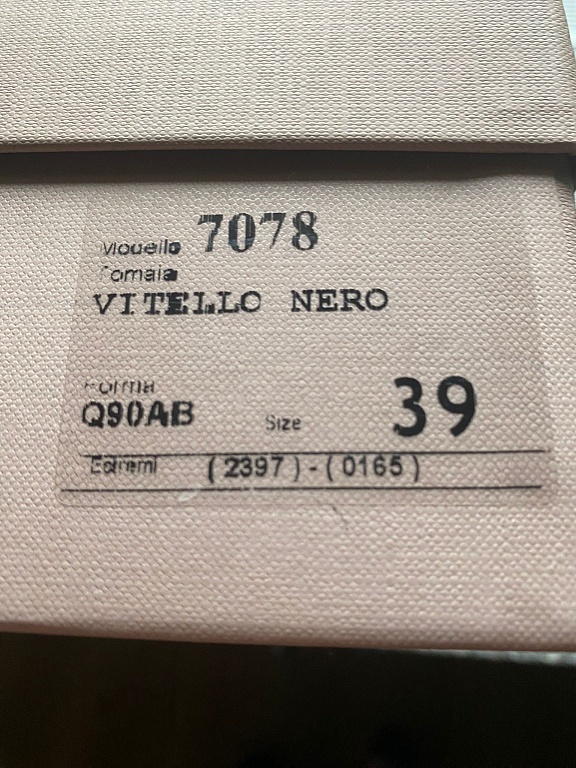 Modello 7078
Tomaia
VITELLO NERO
Forma
Q90AB Size 39
Estremi (2397)-(0165)